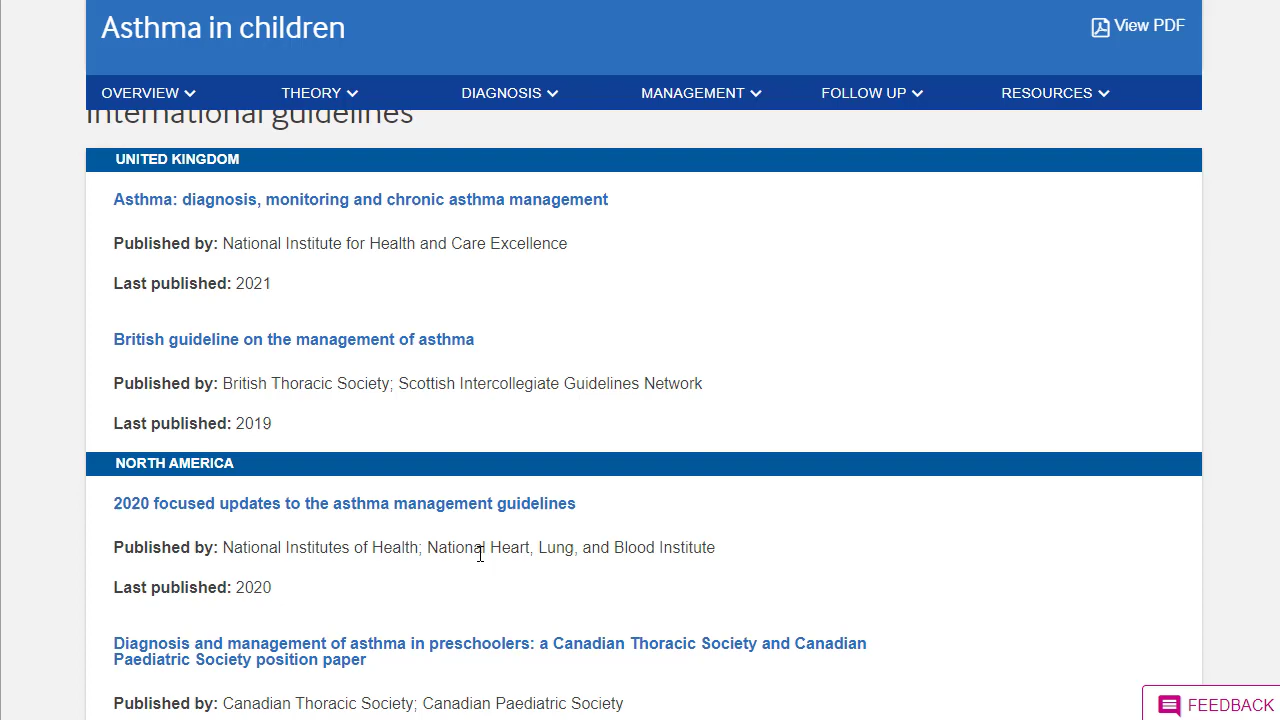 Asthma in children
View PDF
OVERVIEW
THEORY
DIAGNOSIS
MANAGEMENT
FOLLOW UP
RESOURCES
International guidelines
UNITED KINGDOM
Asthma: diagnosis, monitoring and chronic asthma management
Published by: National Institute for Health and Care Excellence
Last published: 2021
British guideline on the management of asthma
Published by: British Thoracic Society; Scottish Intercollegiate Guidelines Network
Last published: 2019
NORTH AMERICA
2020 focused updates to the asthma management guidelines
Published by: National Institutes of Health; National Heart, Lung, and Blood Institute
Last published: 2020
Diagnosis and management of asthma in preschoolers: a Canadian Thoracic Society and Canadian
Paediatric Society position paper
Published by: Canadian Thoracic Society; Canadian Paediatric Society
FEEDBACK